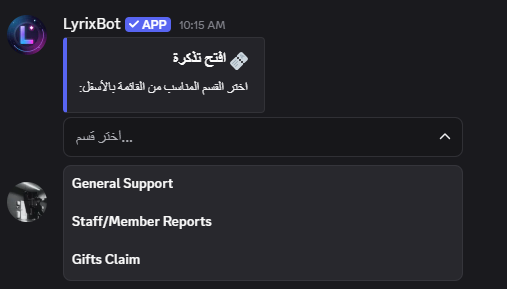 LyrixBot ✓ APP 10:15 AM
افتح تذكرة
اختر القسم المناسب من القائمة بالأسفل:
اختر قسم...
General Support
Staff/Member Reports
Gifts Claim